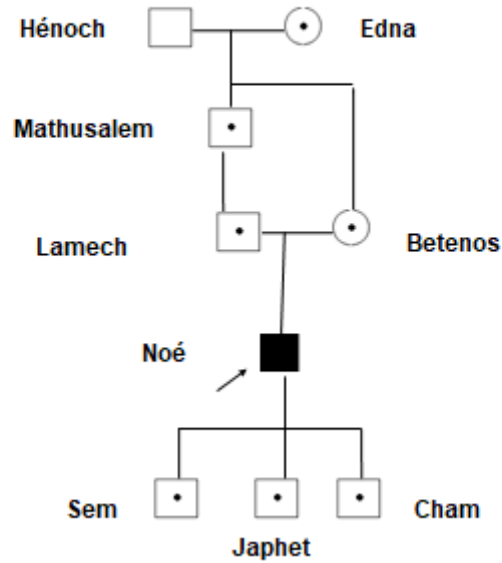 Hénoch
Edna
Mathusalem
Lamech
Betenos
Noé
Sem
Cham
Japhet